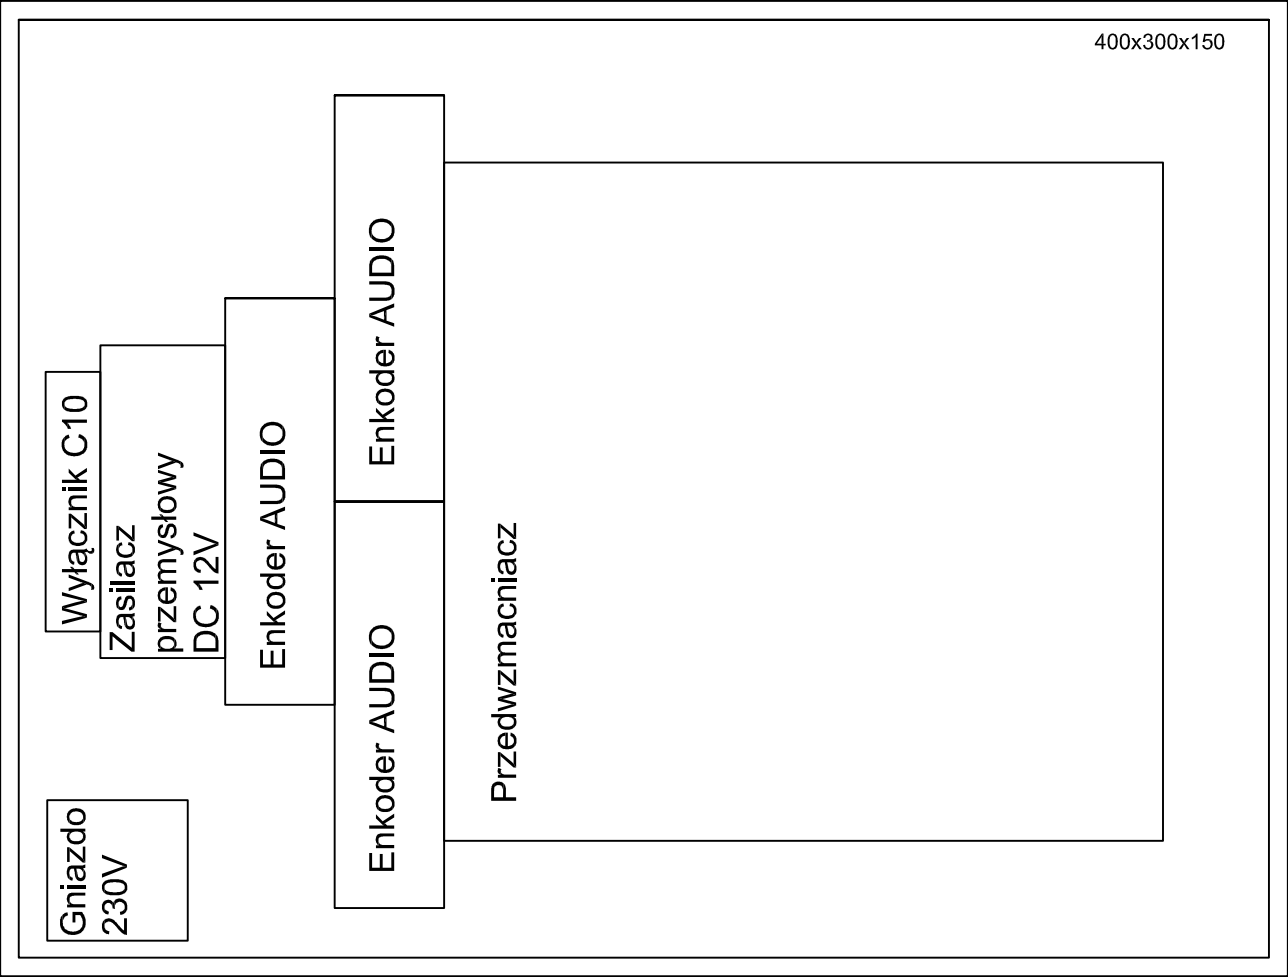 400x300x150
Wyłącznik C10
Zasilacz
przemysłowy
DC 12V
Enkoder AUDIO
Enkoder AUDIO
Enkoder AUDIO
Przedwzmacniacz
Gniazdo
230V